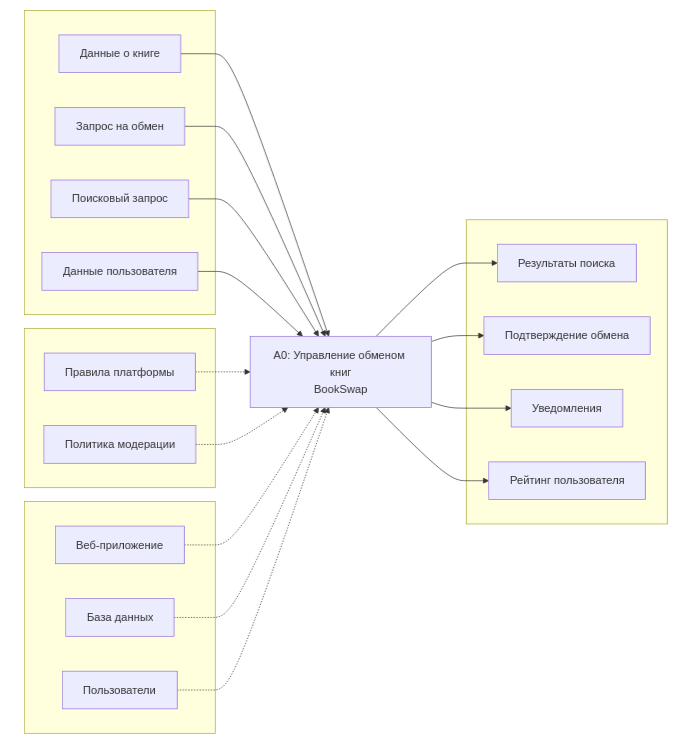 Данные о книге
Запрос на обмен
Поисковый запрос
Данные пользователя
Правила платформы
Политика модерации
Веб-приложение
База данных
Пользователи
A0: Управление обменом
книг
BookSwap
Результаты поиска
Подтверждение обмена
Уведомления
Рейтинг пользователя